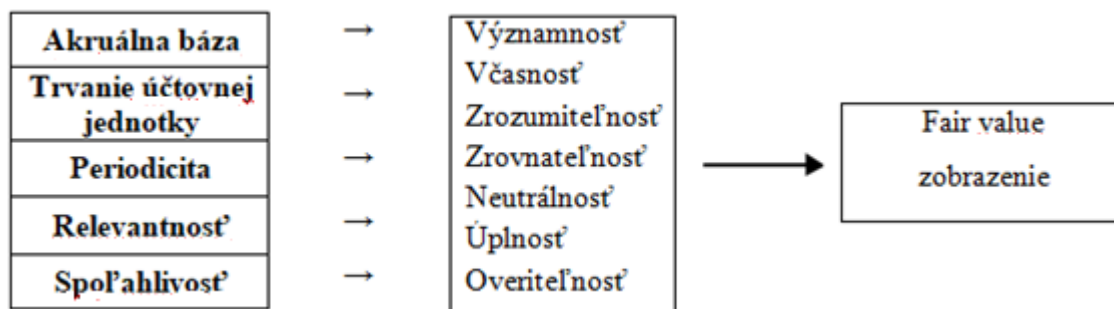 Akruálna báza
Trvanie účtovnej
jednotky
Periodicita
Relevantnosť
Spoľahlivosť
→
→
→
→
→
Významnosť
Včasnosť
Zrozumiteľnosť
Zrovnateľnosť
Neutrálnosť
Úplnosť
Overiteľnosť
Fair value
zobrazenie